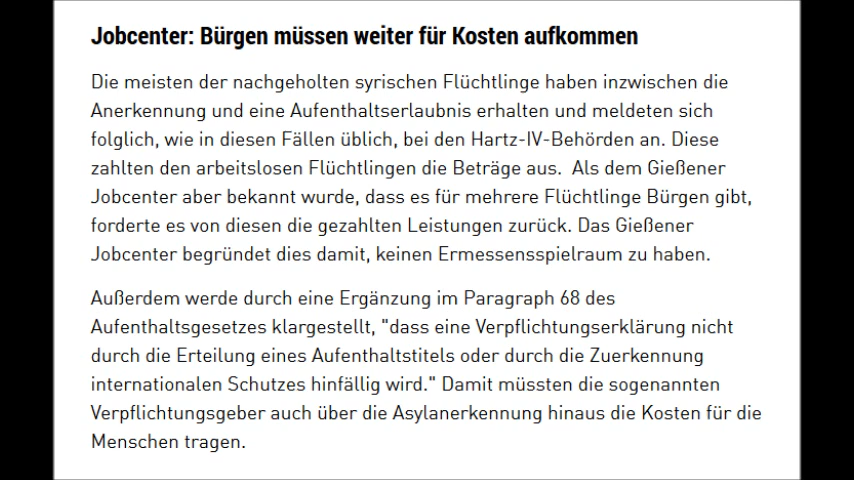 Jobcenter: Bürgen müssen weiter für Kosten aufkommen
Die meisten der nachgeholten syrischen Flüchtlinge haben inzwischen die
Anerkennung und eine Aufenthaltserlaubnis erhalten und meldeten sich
folglich, wie in diesen Fällen üblich, bei den Hartz-IV-Behörden an. Diese
zahlten den arbeitslosen Flüchtlingen die Beträge aus.  Als dem Gießener
Jobcenter aber bekannt wurde, dass es für mehrere Flüchtlinge Bürgen gibt,
forderte es von diesen die gezahlten Leistungen zurück. Das Gießener
Jobcenter begründet dies damit, keinen Ermessensspielraum zu haben.
Außerdem werde durch eine Ergänzung im Paragraph 68 des
Aufenthaltsgesetzes klargestellt, "dass eine Verpflichtungserklärung nicht
durch die Erteilung eines Aufenthaltstitels oder durch die Zuerkennung
internationalen Schutzes hinfällig wird." Damit müssten die sogenannten
Verpflichtungsgeber auch über die Asylanerkennung hinaus die Kosten für die
Menschen tragen.